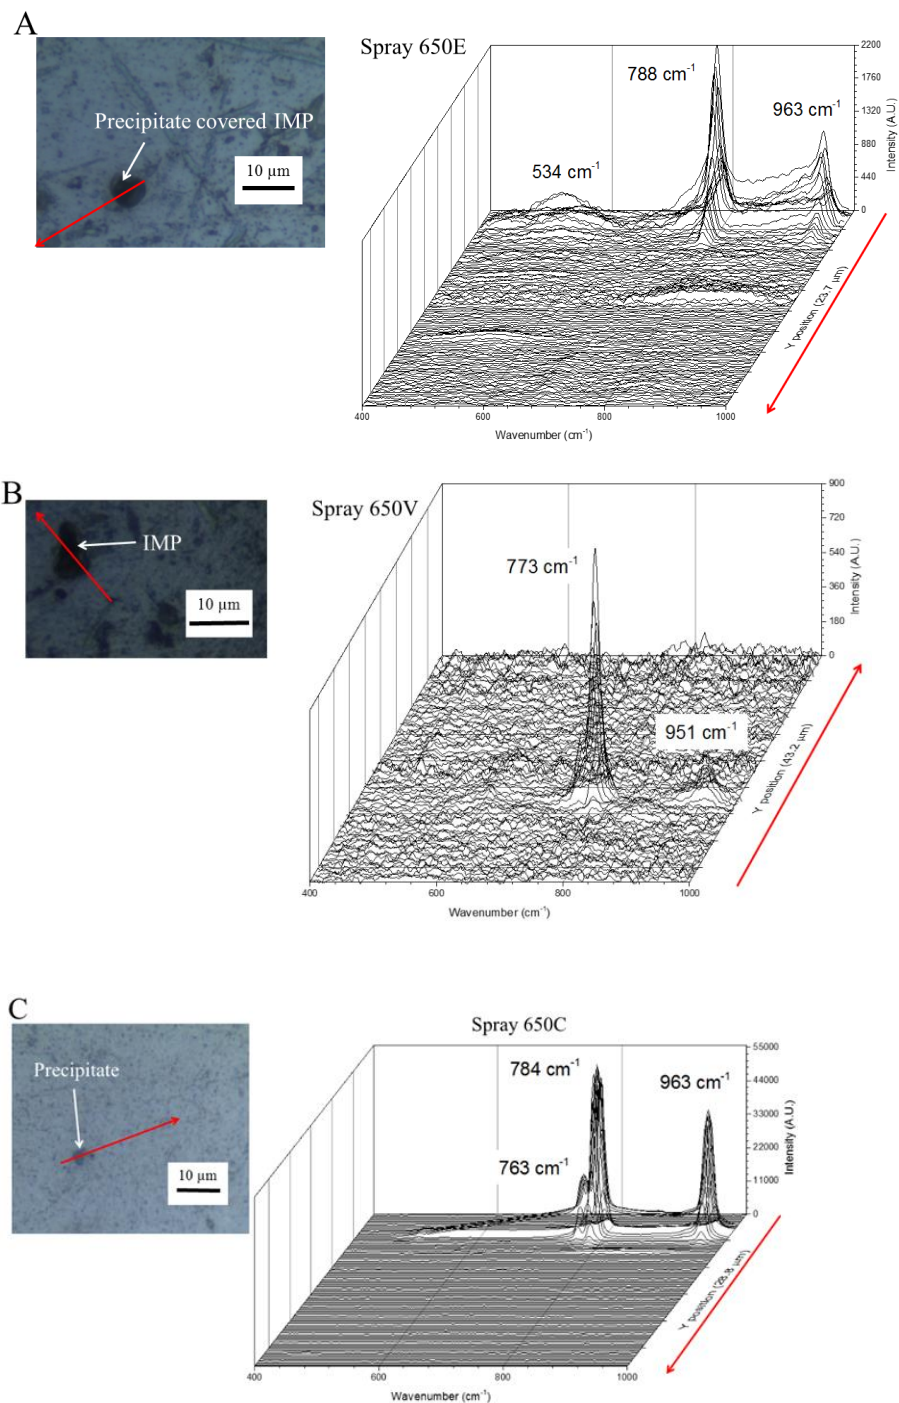 A
Spray 650E
Precipitate covered IMP
10 µm
788 cm-1
963 cm-1
534 cm-1
2200
1760
1320
880
440
0
Intensity (A.U.)
Y position (23.7 µm)
400
600
800
1000
Wavenumber (cm-1)
B
Spray 650V
IMP
10 µm
773 cm-1
951 cm-1
900
720
540
360
180
0
Intensity (A.U.)
Y position (43.2 µm)
400
600
800
1000
Wavenumber (cm-1)
C
Spray 650C
Precipitate
10 µm
784 cm-1
963 cm-1
763 cm-1
55000
44000
33000
22000
11000
0
Intensity (A.U.)
Y position (28.8 µm)
400
600
800
1000
Wavenumber (cm-1)